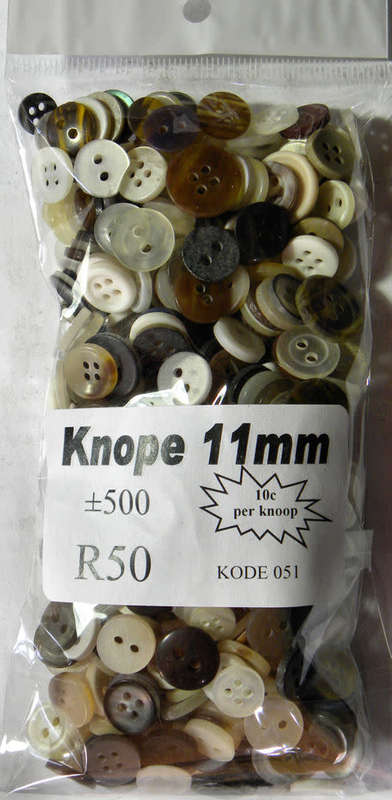 Knope 11mm
±500
10c
per knoop
R50
KODE 051